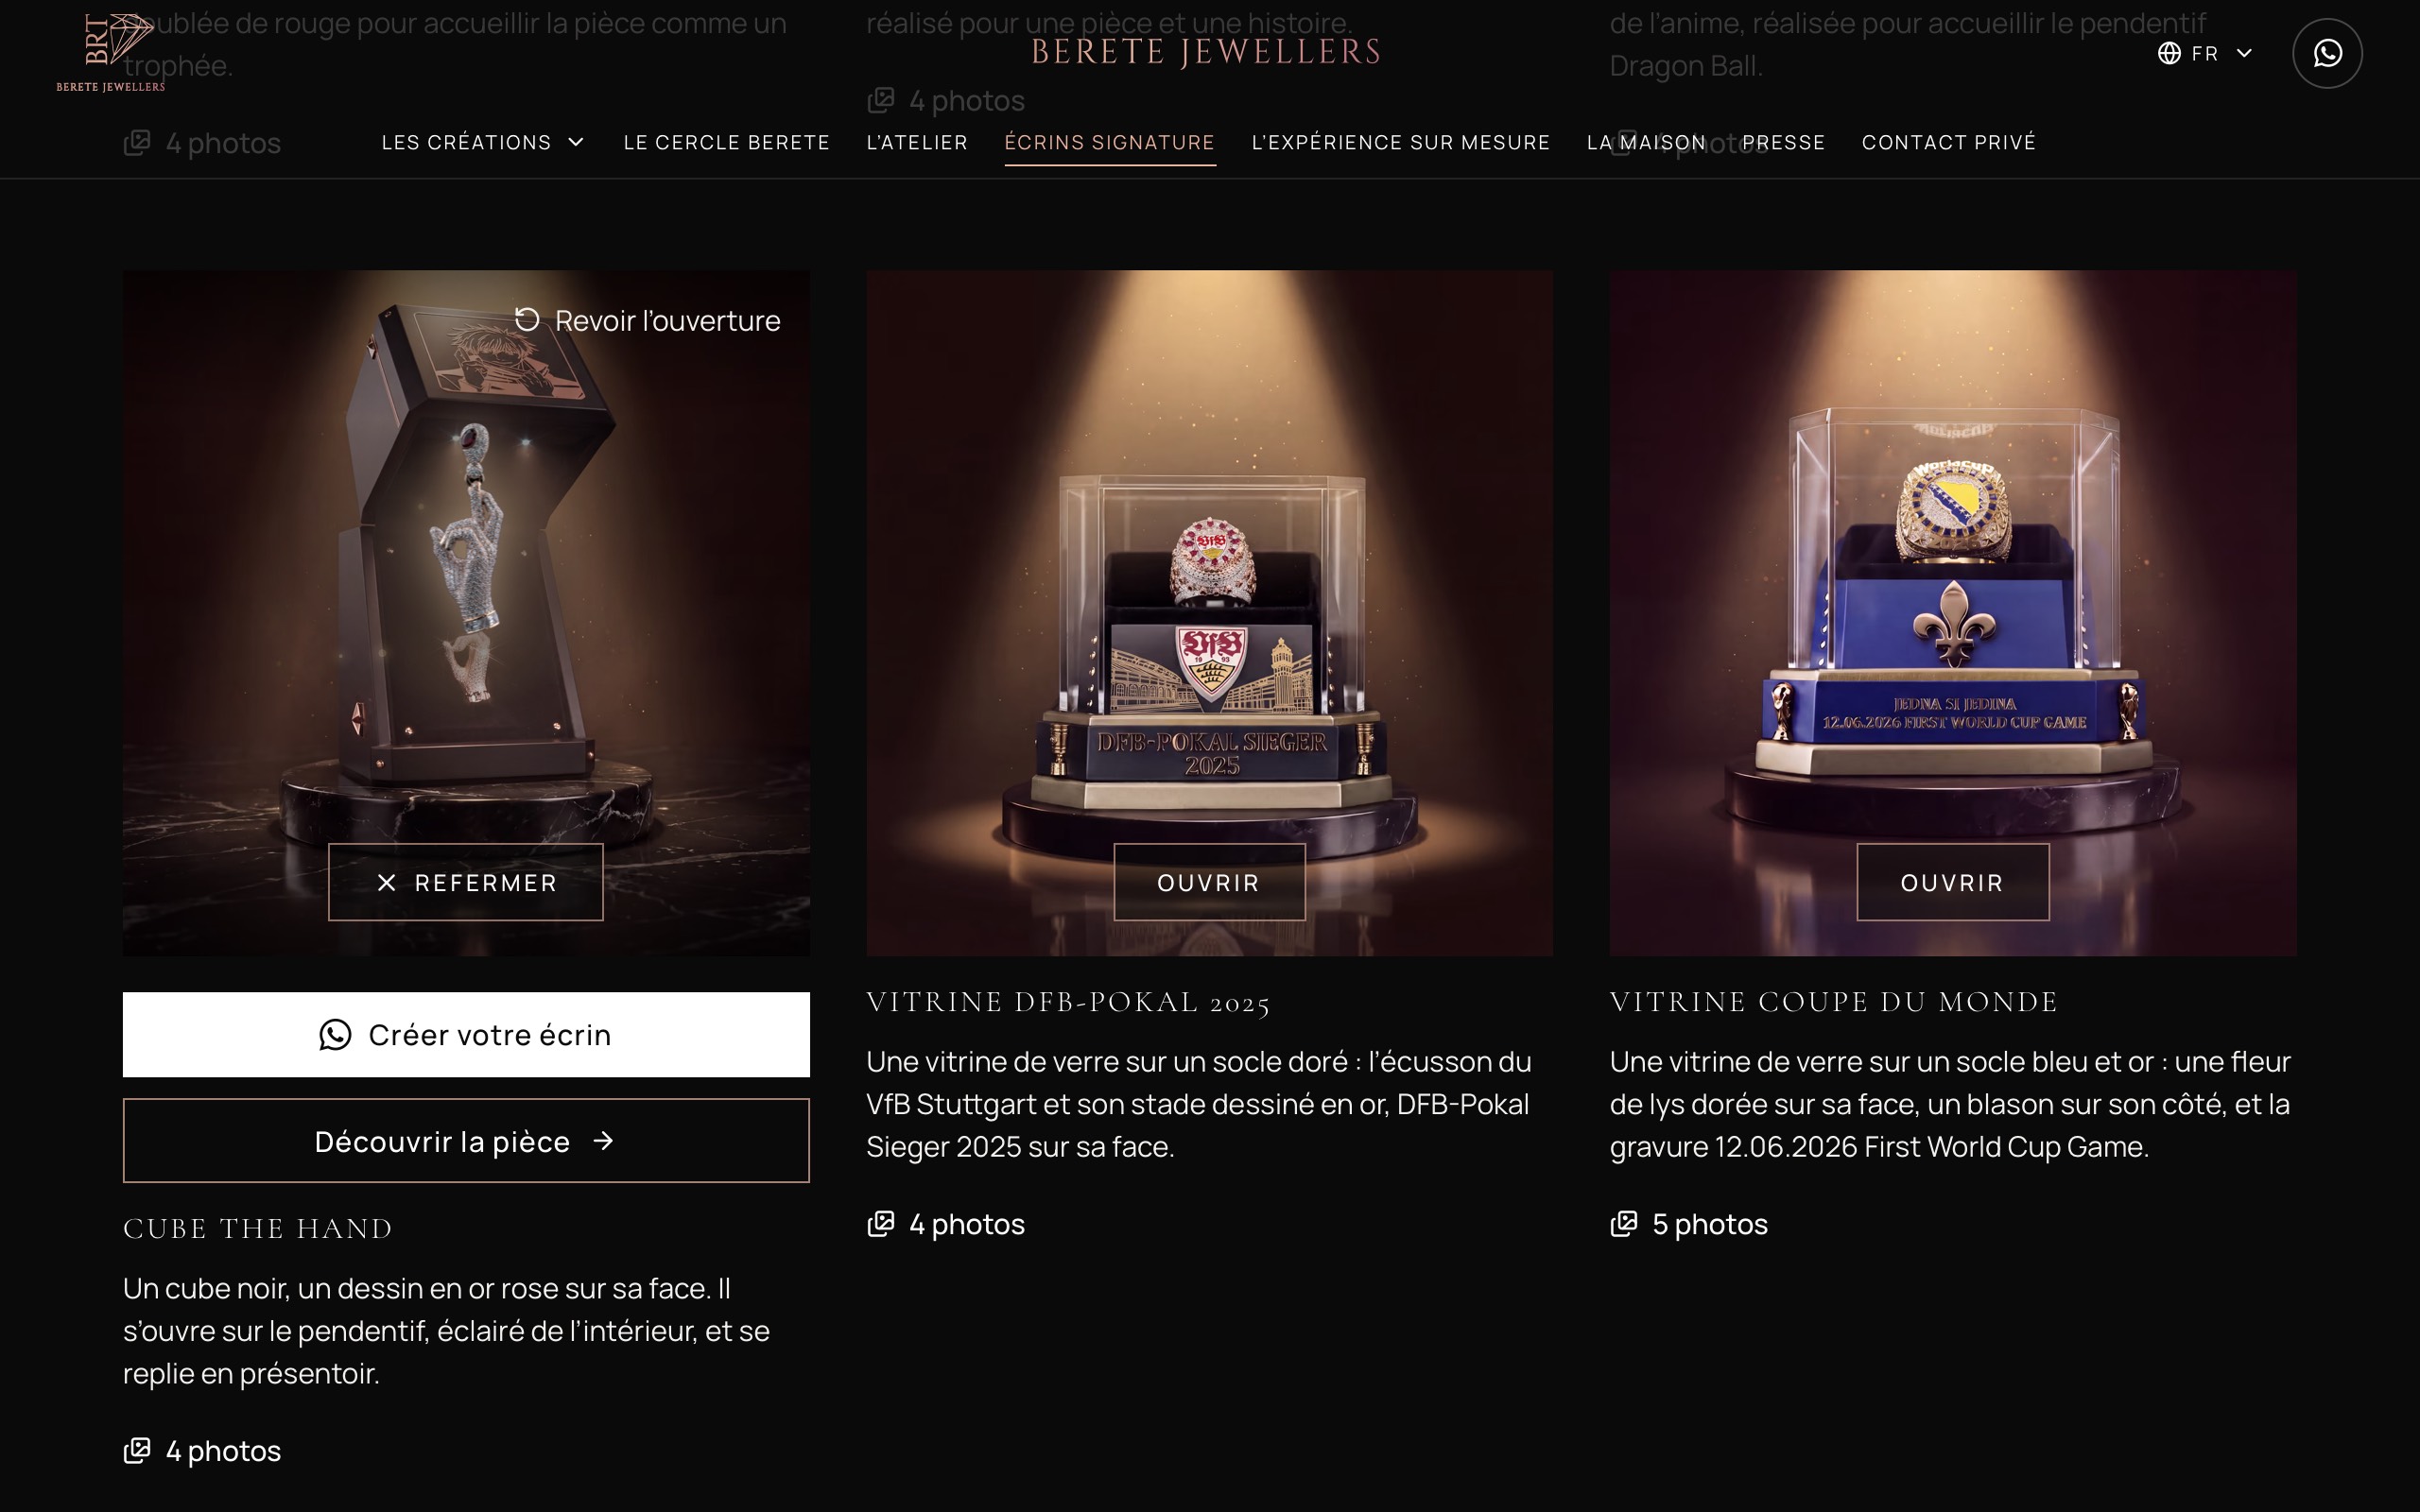 doublée de rouge pour accueillir la pièce comme un
trophée.
4 photos
réalisé pour une pièce et une histoire.
4 photos
de l’anime, réalisée pour accueillir le pendentif
Dragon Ball.
4 photos
BRT
BERETE JEWELLERS
BERETE JEWELLERS
FR
LES CRÉATIONS
LE CERCLE BERETE
L’ATELIER
ÉCRINS SIGNATURE
L’EXPÉRIENCE SUR MESURE
LA MAISON
PRESSE
CONTACT PRIVÉ
Revoir l’ouverture
REFERMER
Créer votre écrin
Découvrir la pièce
CUBE THE HAND
Un cube noir, un dessin en or rose sur sa face. Il
s’ouvre sur le pendentif, éclairé de l’intérieur, et se
replie en présentoir.
4 photos
VfB
VfB
19 93
DFB-POKAL SIEGER
2025
OUVRIR
VITRINE DFB-POKAL 2025
Une vitrine de verre sur un socle doré : l’écusson du
VfB Stuttgart et son stade dessiné en or, DFB-Pokal
Sieger 2025 sur sa face.
4 photos
WORLDCUP
JEDNA SI JEDINA
12.06.2026 FIRST WORLD CUP GAME
OUVRIR
VITRINE COUPE DU MONDE
Une vitrine de verre sur un socle bleu et or : une fleur
de lys dorée sur sa face, un blason sur son côté, et la
gravure 12.06.2026 First World Cup Game.
5 photos